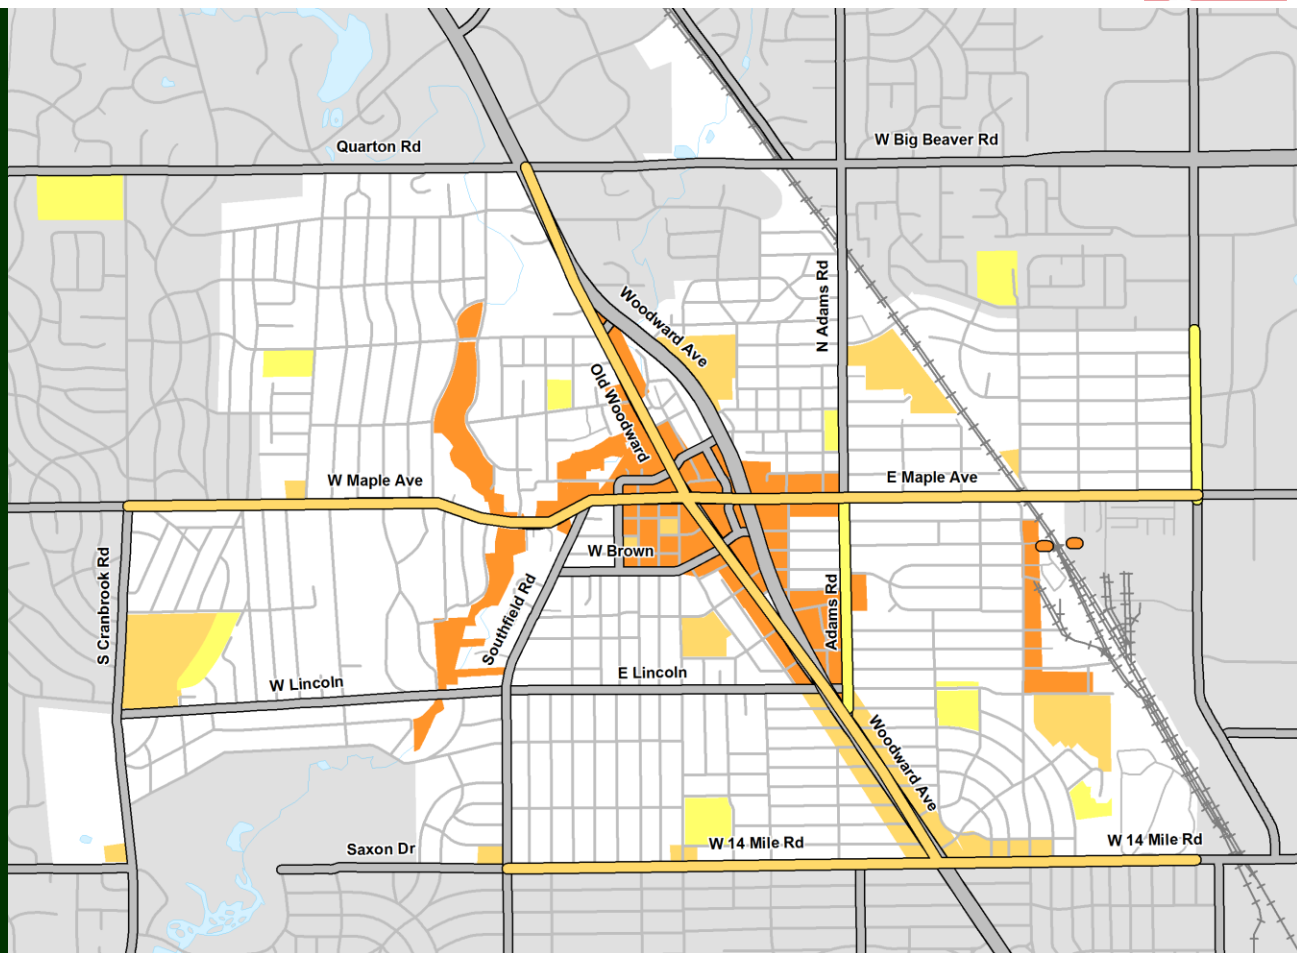 W Big Beaver Rd
Quarton Rd
N Adams Rd
Woodward Ave
Old Woodward
W Maple Ave
E Maple Ave
W Brown
S Cranbrook Rd
Southfield Rd
Adams Rd
E Lincoln
W Lincoln
Woodward Ave
W 14 Mile Rd
W 14 Mile Rd
Saxon Dr